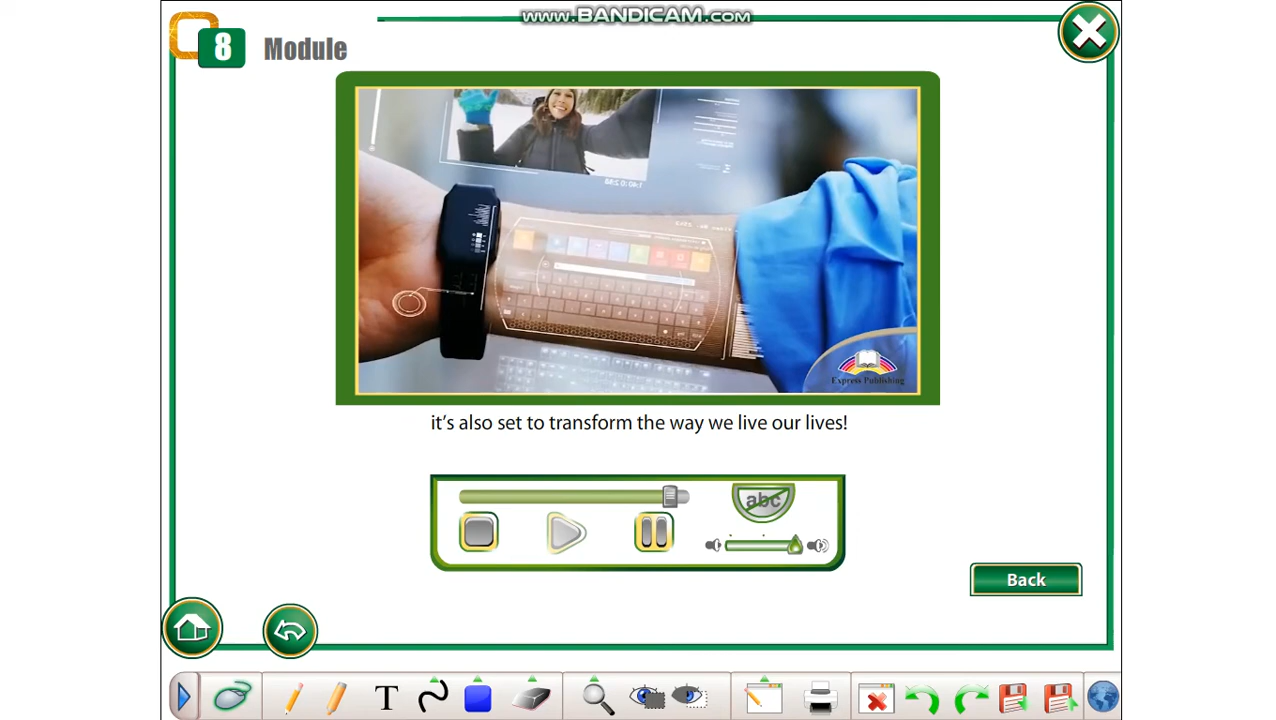 www.BANDICAM.com
8 Module
Express Publishing
it's also set to transform the way we live our lives!
abc
Back
T